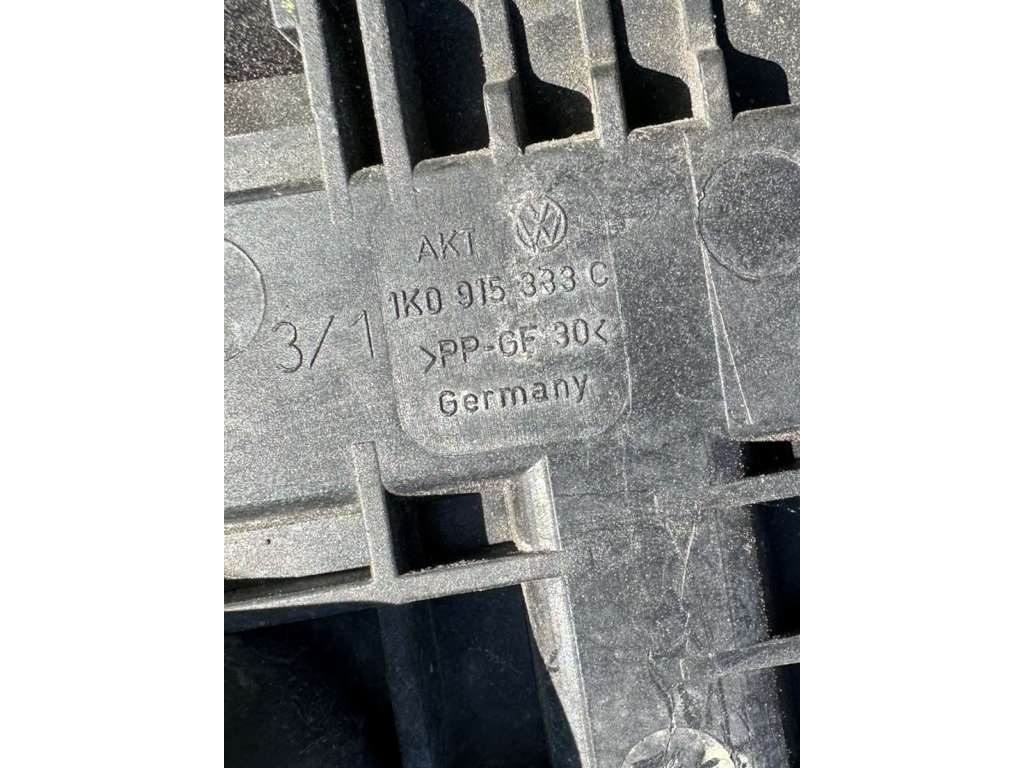 AKT
1K0 915 333 C
>PP-GF 30<
Germany
3/1